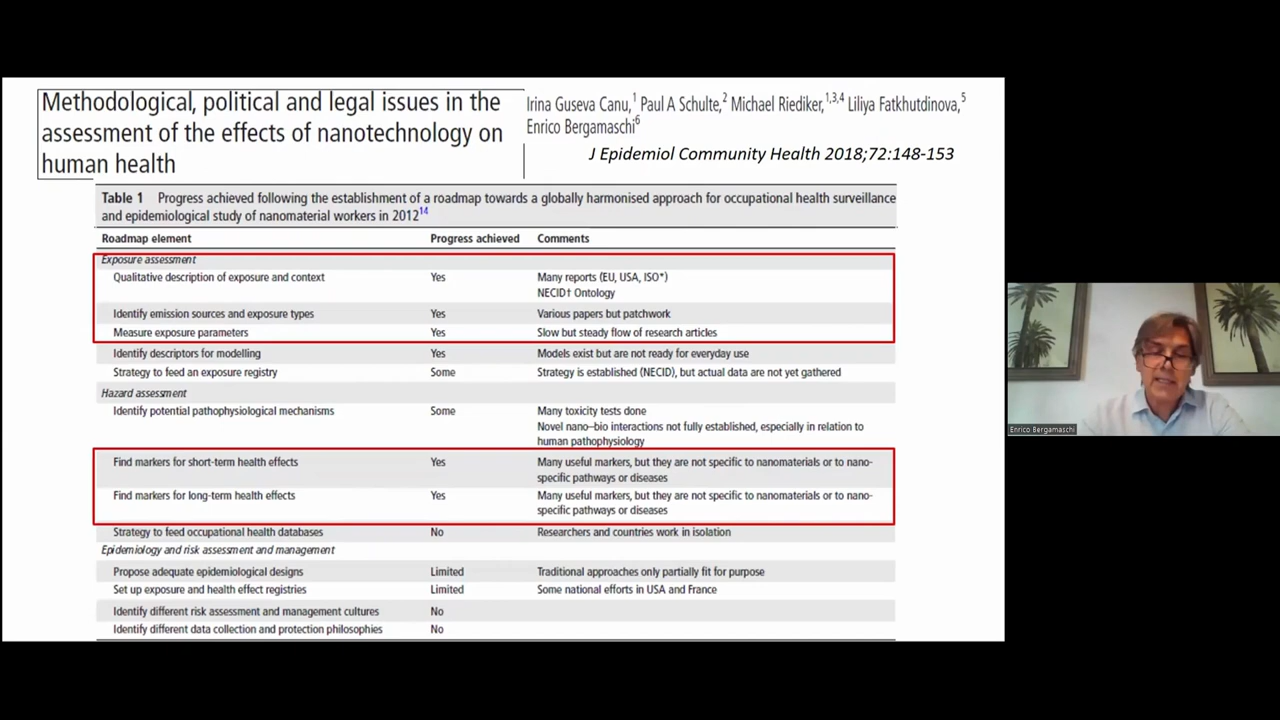 Methodological, political and legal issues in the
assessment of the effects of nanotechnology on
human health
Irina Guseva Canu,1 Paul A Schulte,2 Michael Riediker,1,3,4 Liliya Fatkhutdinova,5
Enrico Bergamaschi6
J Epidemiol Community Health 2018;72:148-153
Table 1 Progress achieved following the establishment of a roadmap towards a globally harmonised approach for occupational health surveillance
and epidemiological study of nanomaterial workers in 201214
Roadmap element Progress achieved Comments
Exposure assessment
Qualitative description of exposure and context Yes Many reports (EU, USA, ISO*)
NECID† Ontology
Identify emission sources and exposure types Yes Various papers but patchwork
Measure exposure parameters Yes Slow but steady flow of research articles
Identify descriptors for modelling Yes Models exist but are not ready for everyday use
Strategy to feed an exposure registry Some Strategy is established (NECID), but actual data are not yet gathered
Hazard assessment
Identify potential pathophysiological mechanisms Some Many toxicity tests done
Novel nano–bio interactions not fully established, especially in relation to
human pathophysiology
Find markers for short-term health effects Yes Many useful markers, but they are not specific to nanomaterials or to nano-
specific pathways or diseases
Find markers for long-term health effects Yes Many useful markers, but they are not specific to nanomaterials or to nano-
specific pathways or diseases
Strategy to feed occupational health databases No Researchers and countries work in isolation
Epidemiology and risk assessment and management
Propose adequate epidemiological designs Limited Traditional approaches only partially fit for purpose
Set up exposure and health effect registries Limited Some national efforts in USA and France
Identify different risk assessment and management cultures No
Identify different data collection and protection philosophies No
Enrico Bergamaschi